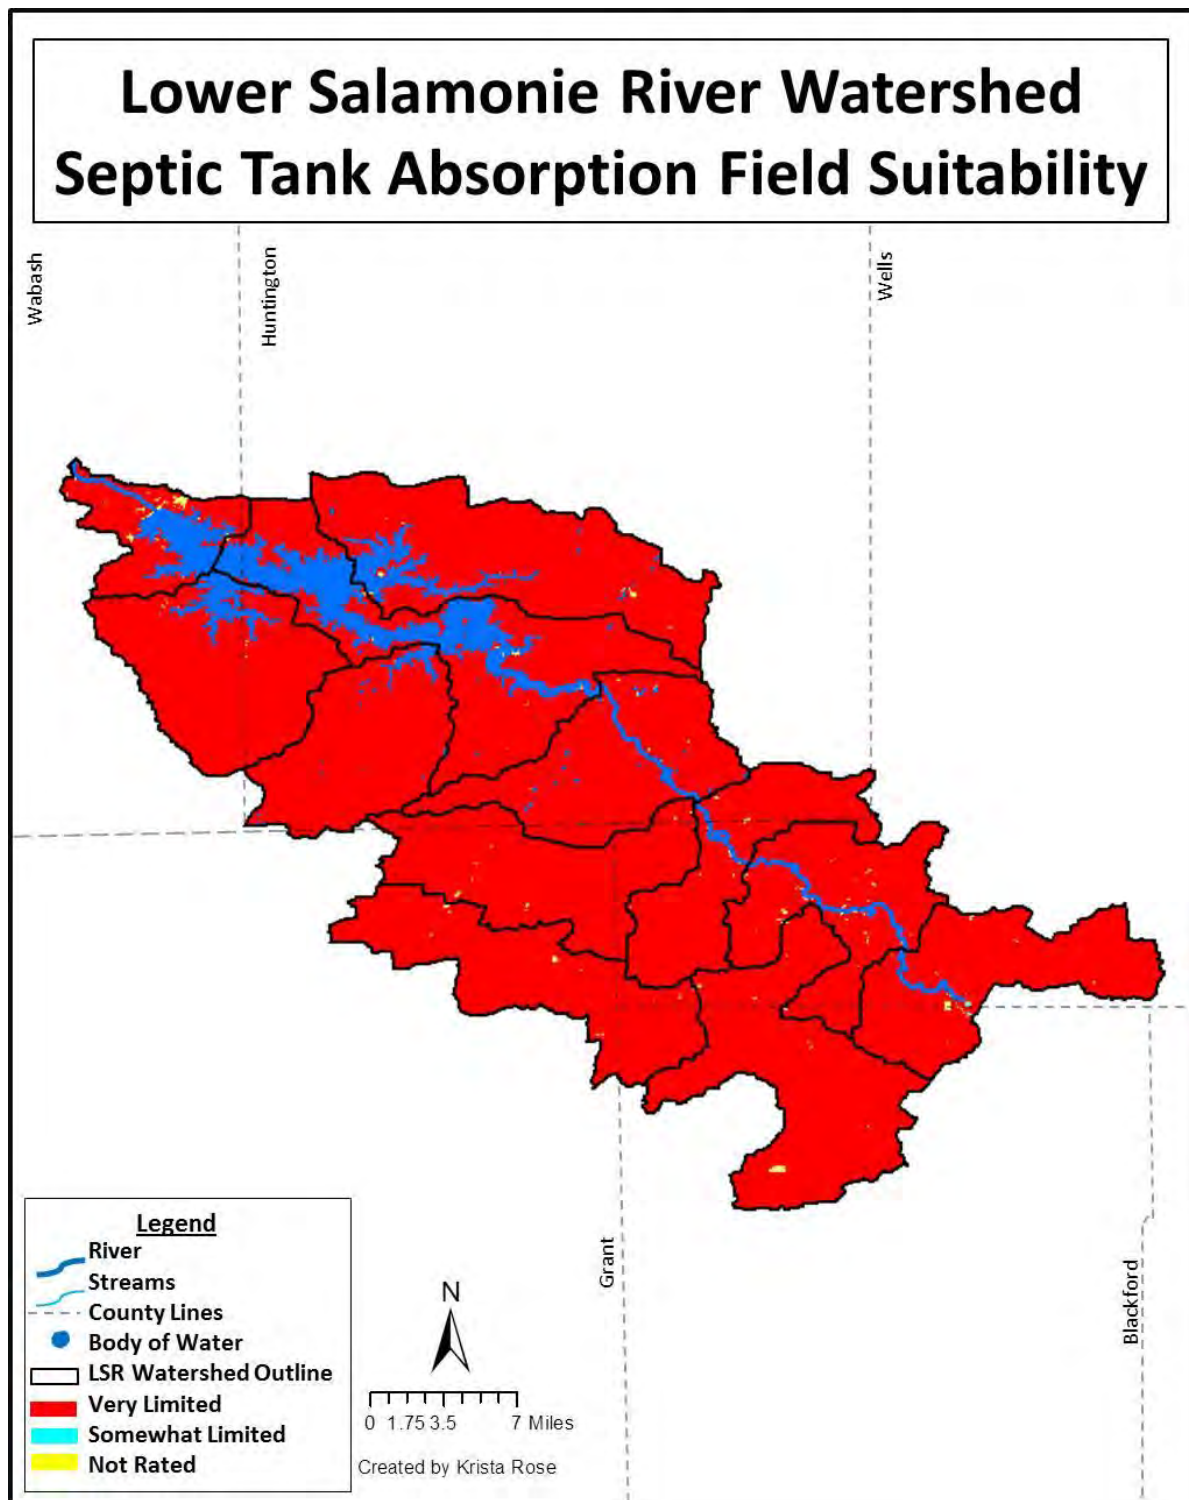 Lower Salamonie River Watershed
Septic Tank Absorption Field Suitability
Wabash
Huntington
Wells
Grant
Blackford
Legend
River
Streams
County Lines
Body of Water
LSR Watershed Outline
Very Limited
Somewhat Limited
Not Rated
N
0 1.75 3.5 7 Miles
Created by Krista Rose